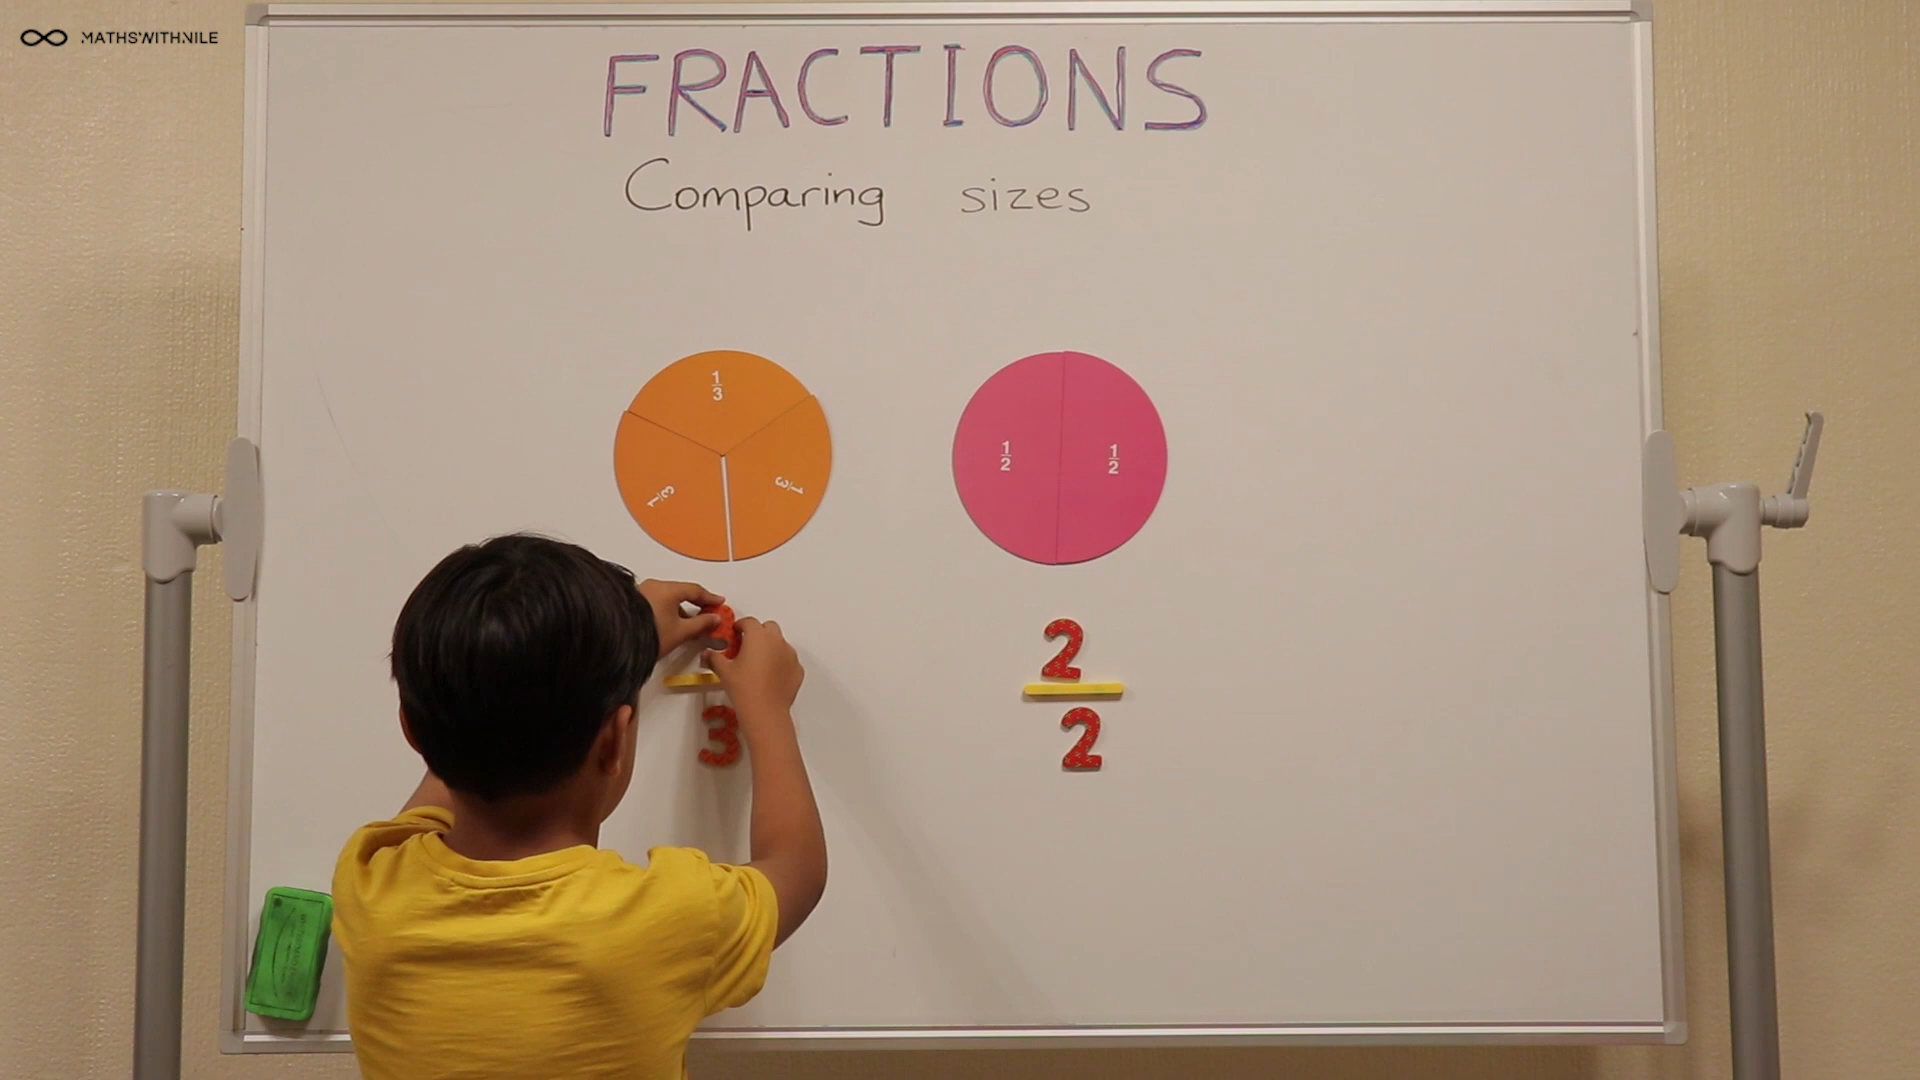 MATHSWITHNILE
FRACTIONS
Comparing sizes
1/3
1/3
1/3
1/2
1/2
3
2
2